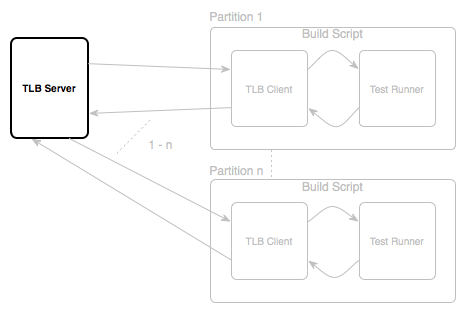 Partition 1
Build Script
TLB Server
TLB Client
Test Runner
1 - n
Partition n
Build Script
TLB Client
Test Runner